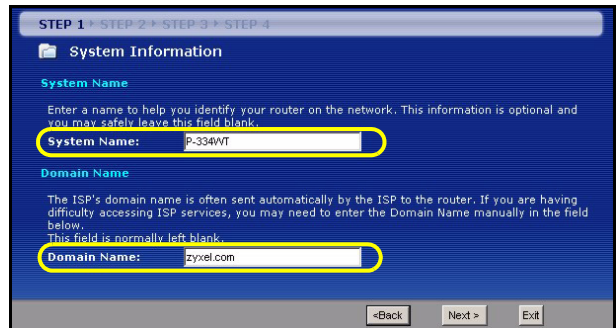 STEP 1 ▸ STEP 2 ▸ STEP 3 ▸ STEP 4
System Information
System Name
Enter a name to help you identify your router on the network. This information is optional and
you may safely leave this field blank.
System Name: P-334WT
Domain Name
The ISP's domain name is often sent automatically by the ISP to the router. If you are having
difficulty accessing ISP services, you may need to enter the Domain Name manually in the field
below.
This field is normally left blank.
Domain Name: zyxel.com
<Back Next > Exit